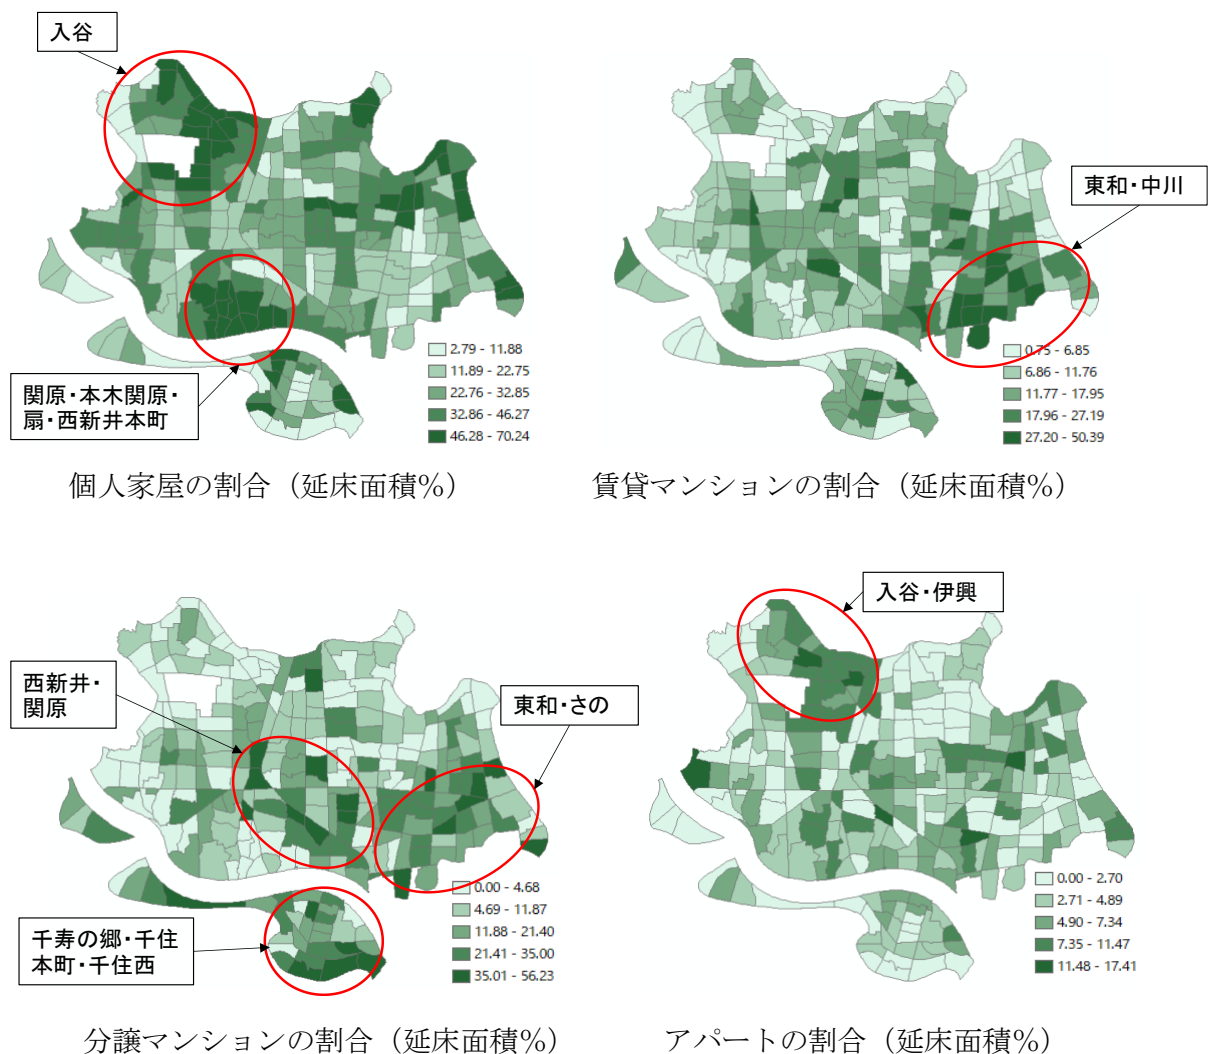 入谷
東和・中川
2.79 - 11.88
11.89 - 22.75
22.76 - 32.85
32.86 - 46.27
46.28 - 70.24
0.75 - 6.85
6.86 - 11.76
11.77 - 17.95
17.96 - 27.19
27.20 - 50.39
関原・本木関原・
扇・西新井本町
個人家屋の割合（延床面積%）
賃貸マンションの割合（延床面積%）
入谷・伊興
西新井・
関原
東和・さの
千寿の郷・千住
本町・千住西
0.00 - 4.68
4.69 - 11.87
11.88 - 21.40
21.41 - 35.00
35.01 - 56.23
0.00 - 2.70
2.71 - 4.89
4.90 - 7.34
7.35 - 11.47
11.48 - 17.41
分譲マンションの割合（延床面積%）
アパートの割合（延床面積%）